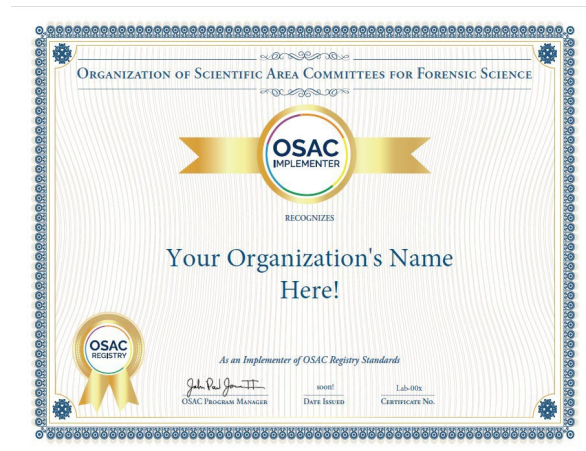 ORGANIZATION OF SCIENTIFIC AREA COMMITTEES FOR FORENSIC SCIENCE
OSAC
IMPLEMENTER
RECOGNIZES
Your Organization's Name
Here!
OSAC
REGISTRY
As an Implementer of OSAC Registry Standards
soon!
Lab-00x
OSAC PROGRAM MANAGER
DATE ISSUED
CERTIFICATE NO.